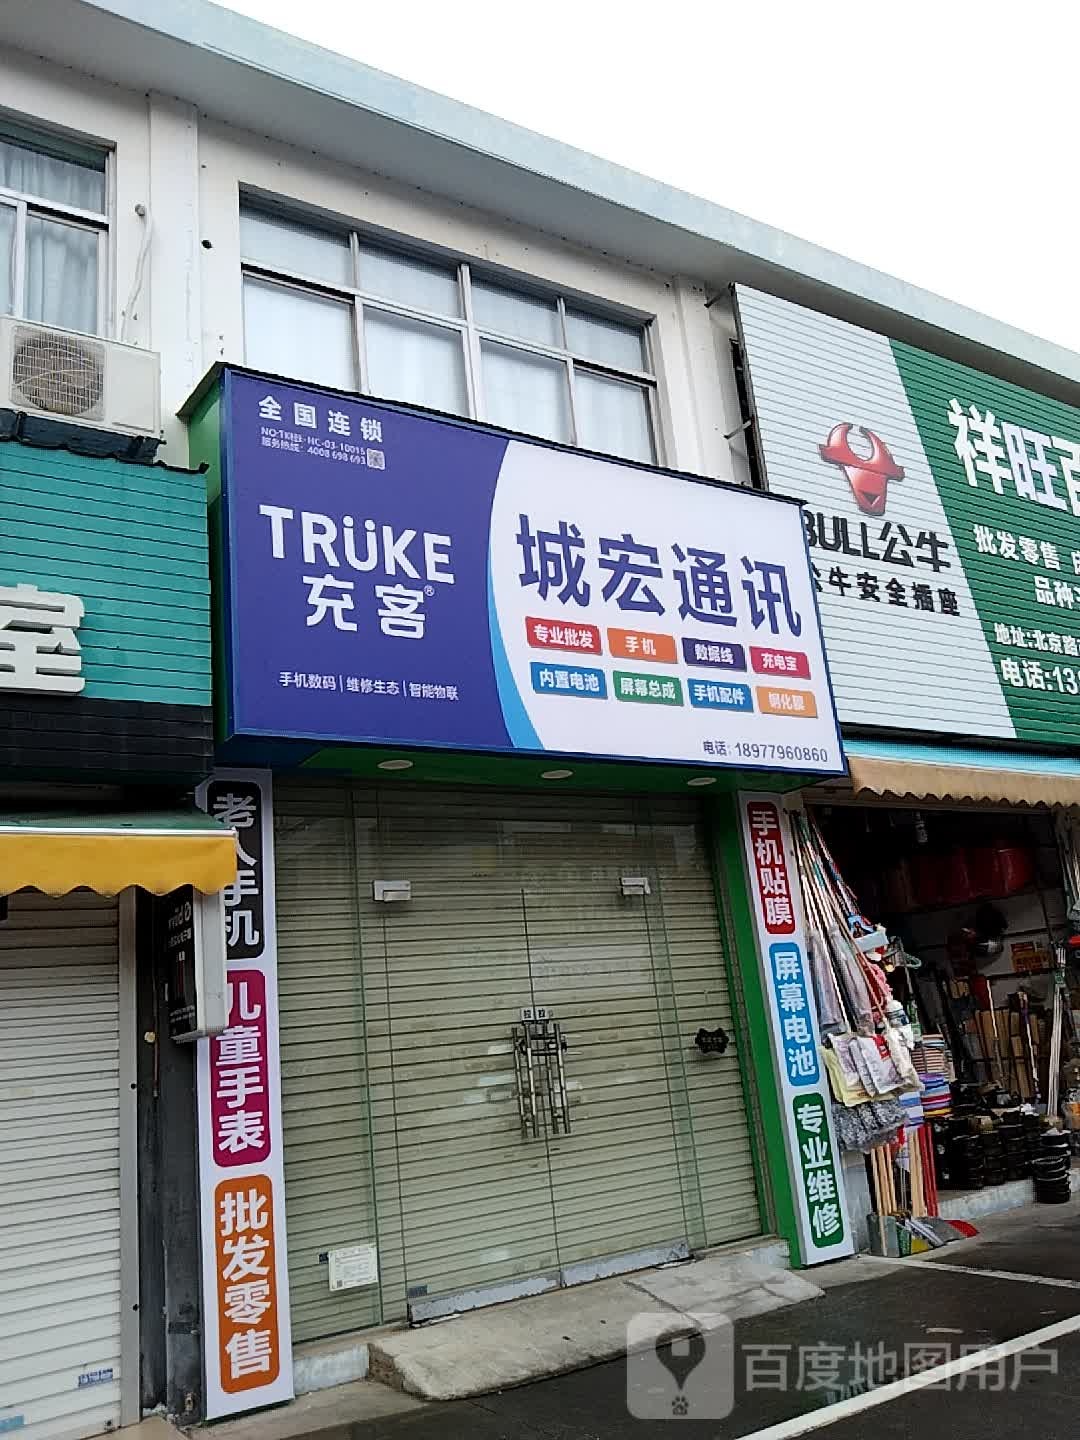 全国连锁
服务热线：4008 698 693
TRÜKE
充客®
手机数码 | 维修生态 | 智能物联
城宏通讯
专业批发 手机 数据线 充电宝
内置电池 屏幕总成 手机配件 钢化膜
电话：18977960860
老人手机
儿童手表
批发零售
手机贴膜
屏幕电池
专业维修
室
BULL公牛
公牛安全插座
祥旺百
批发零售
品种
地址:北京路
电话:13
百度地图用户